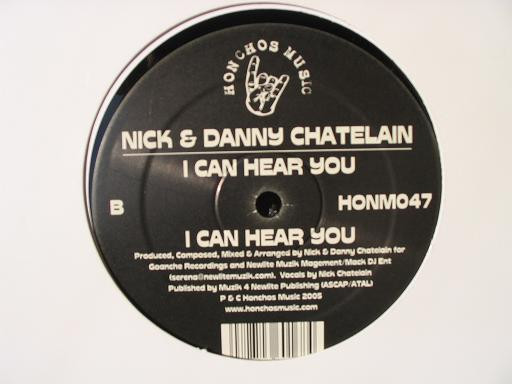 HONCHOS MUSIC
NICK & DANNY CHATELAIN
I CAN HEAR YOU
B
HONM047
I CAN HEAR YOU
Produced, Composed, Mixed & Arranged by Nick & Danny Chatelain for
Goanche Recordings and Newlite Muzik Magement/Mack DJ Ent
(serena@newlitemuzik.com). Vocals by Nick Chatelain
Published by Muzik 4 Newlite Publishing (ASCAP/ATAL)
P & C Honchos Music 2005
www.honchosmusic.com